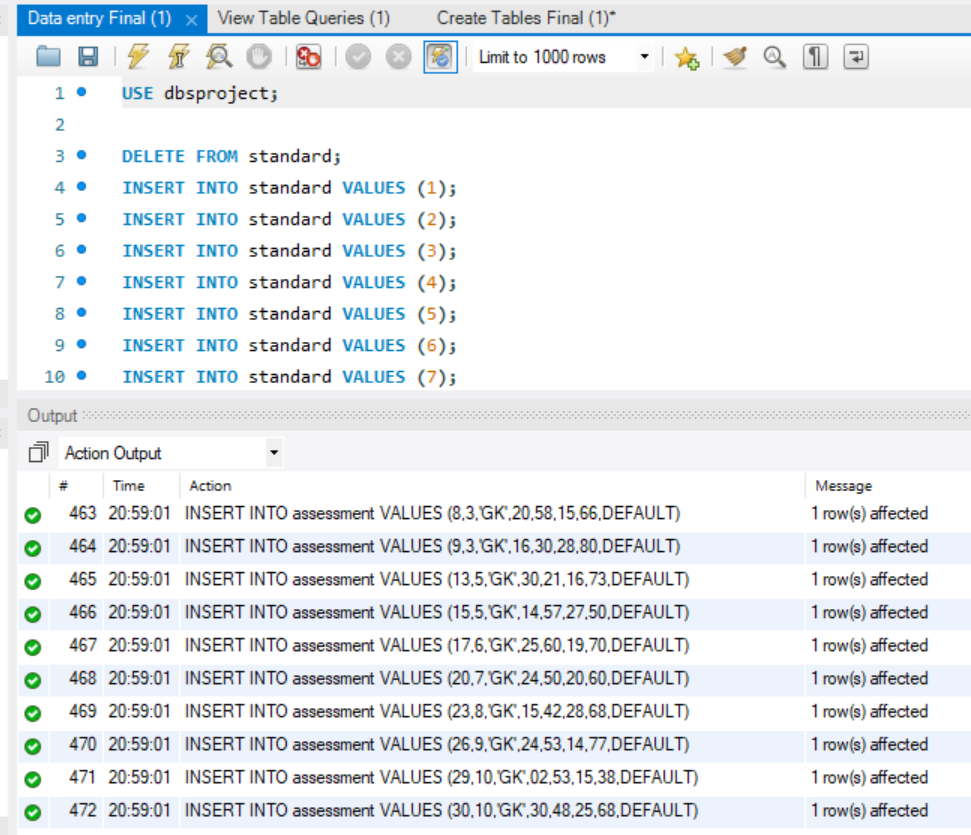 Data entry Final (1) × View Table Queries (1) Create Tables Final (1)*
Limit to 1000 rows
1 USE dbsproject;
2
3 DELETE FROM standard;
4 INSERT INTO standard VALUES (1);
5 INSERT INTO standard VALUES (2);
6 INSERT INTO standard VALUES (3);
7 INSERT INTO standard VALUES (4);
8 INSERT INTO standard VALUES (5);
9 INSERT INTO standard VALUES (6);
10 INSERT INTO standard VALUES (7);
Output
Action Output
# Time Action Message
463 20:59:01 INSERT INTO assessment VALUES (8,3,'GK',20,58,15,66,DEFAULT) 1 row(s) affected
464 20:59:01 INSERT INTO assessment VALUES (9,3,'GK',16,30,28,80,DEFAULT) 1 row(s) affected
465 20:59:01 INSERT INTO assessment VALUES (13,5,'GK',30,21,16,73,DEFAULT) 1 row(s) affected
466 20:59:01 INSERT INTO assessment VALUES (15,5,'GK',14,57,27,50,DEFAULT) 1 row(s) affected
467 20:59:01 INSERT INTO assessment VALUES (17,6,'GK',25,60,19,70,DEFAULT) 1 row(s) affected
468 20:59:01 INSERT INTO assessment VALUES (20,7,'GK',24,50,20,60,DEFAULT) 1 row(s) affected
469 20:59:01 INSERT INTO assessment VALUES (23,8,'GK',15,42,28,68,DEFAULT) 1 row(s) affected
470 20:59:01 INSERT INTO assessment VALUES (26,9,'GK',24,53,14,77,DEFAULT) 1 row(s) affected
471 20:59:01 INSERT INTO assessment VALUES (29,10,'GK',02,53,15,38,DEFAULT) 1 row(s) affected
472 20:59:01 INSERT INTO assessment VALUES (30,10,'GK',30,48,25,68,DEFAULT) 1 row(s) affected